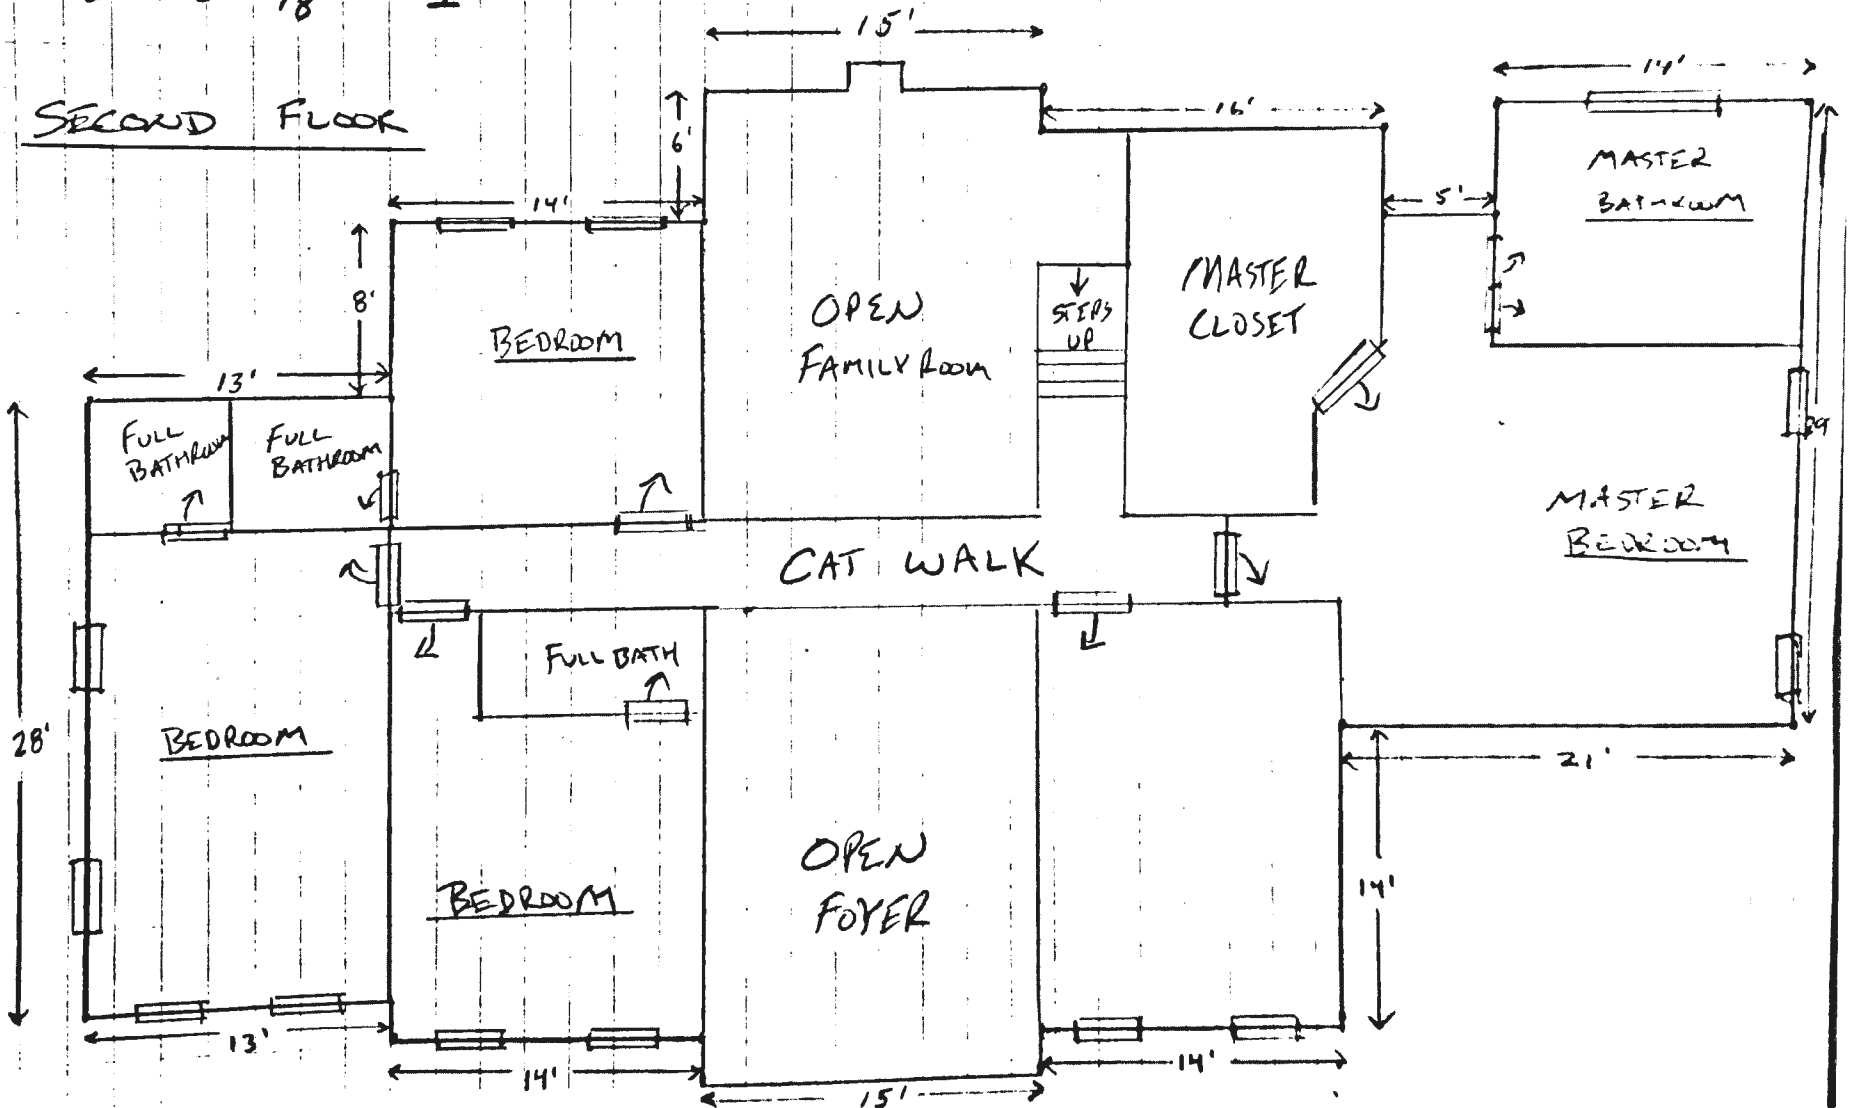 15'
14'
SECOND FLOOR
16'
6'
MASTER
BATHROOM
14'
5'
8'
MASTER
CLOSET
STEPS
UP
OPEN
FAMILY ROOM
BEDROOM
13'
FULL
BATHROOM
FULL
BATHROOM
MASTER
BEDROOM
CAT WALK
FULL BATH
28'
BEDROOM
21'
OPEN
FOYER
14'
BEDROOM
13'
14'
15'
14'